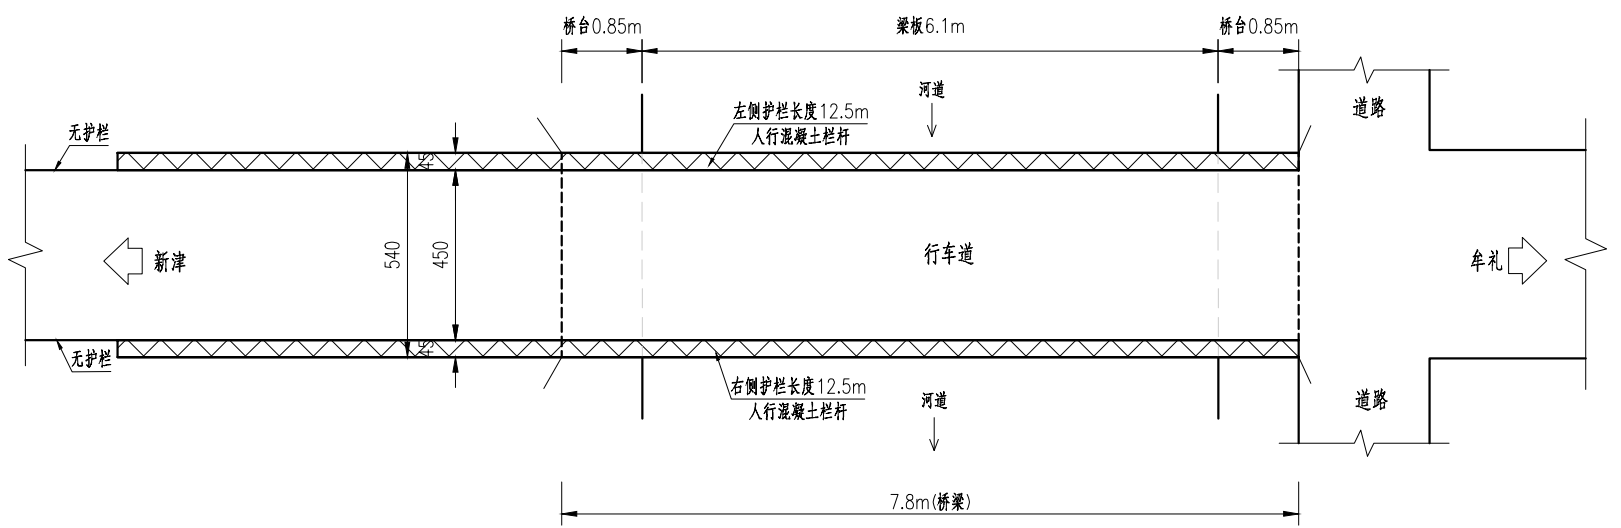 桥台0.85m
梁板6.1m
桥台0.85m
河道
道路
左侧护栏长度12.5m
人行混凝土栏杆
无护栏
45
540
450
新津
行车道
牟礼
45
无护栏
右侧护栏长度12.5m
人行混凝土栏杆
河道
道路
7.8m(桥梁)